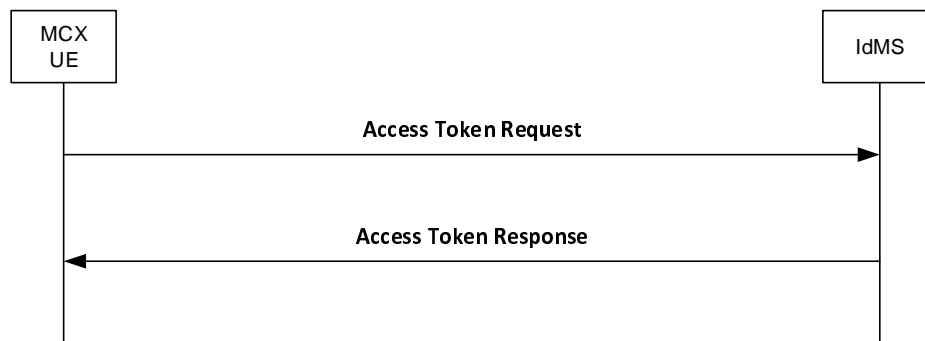 MCX
UE
IdMS
Access Token Request
Access Token Response